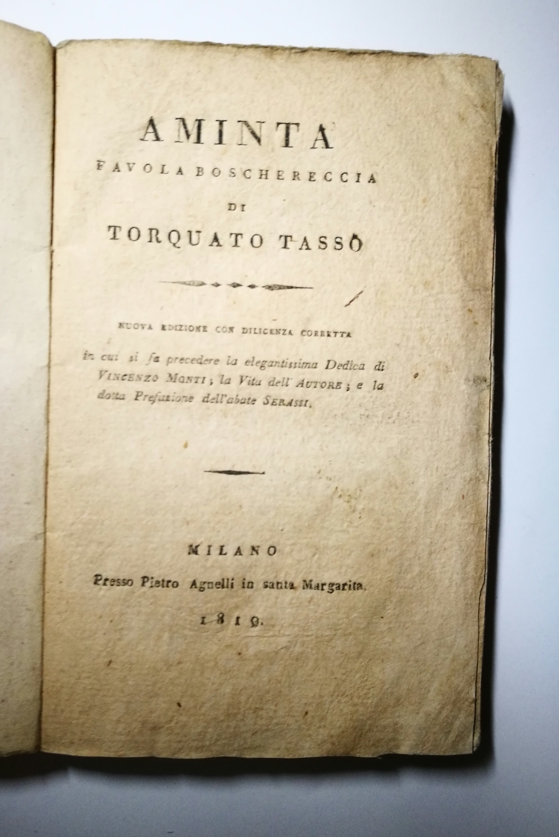 AMINTA
FAVOLA BOSCHERECCIA
DI
TORQUATO TASSO
NUOVA EDIZIONE CON DILIGENZA CORRETTA
in cui si fa precedere la elegantissima Dedica di
VINCENZO MONTI; la Vita dell' AUTORE; e la
dotta Prefazione dell'abate SERASSI.
MILANO
Presso Pietro Agnelli in santa Margarita.
1819.